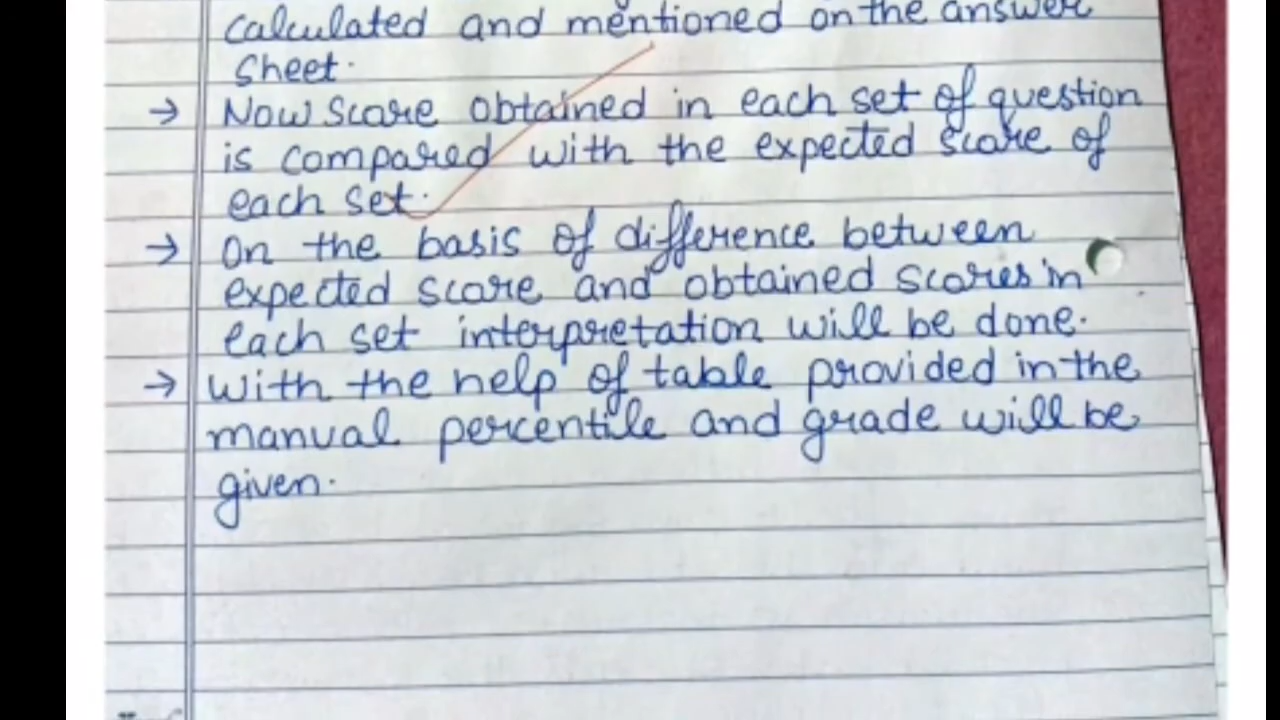 calculated and mentioned on the answer
Sheet.
→ Now score obtained in each set of question
is compared with the expected score of
each set.
→ On the basis of difference between
expected score and obtained scores in
each set interpretation will be done.
→ With the help of table provided in the
manual percentile and grade will be
given.